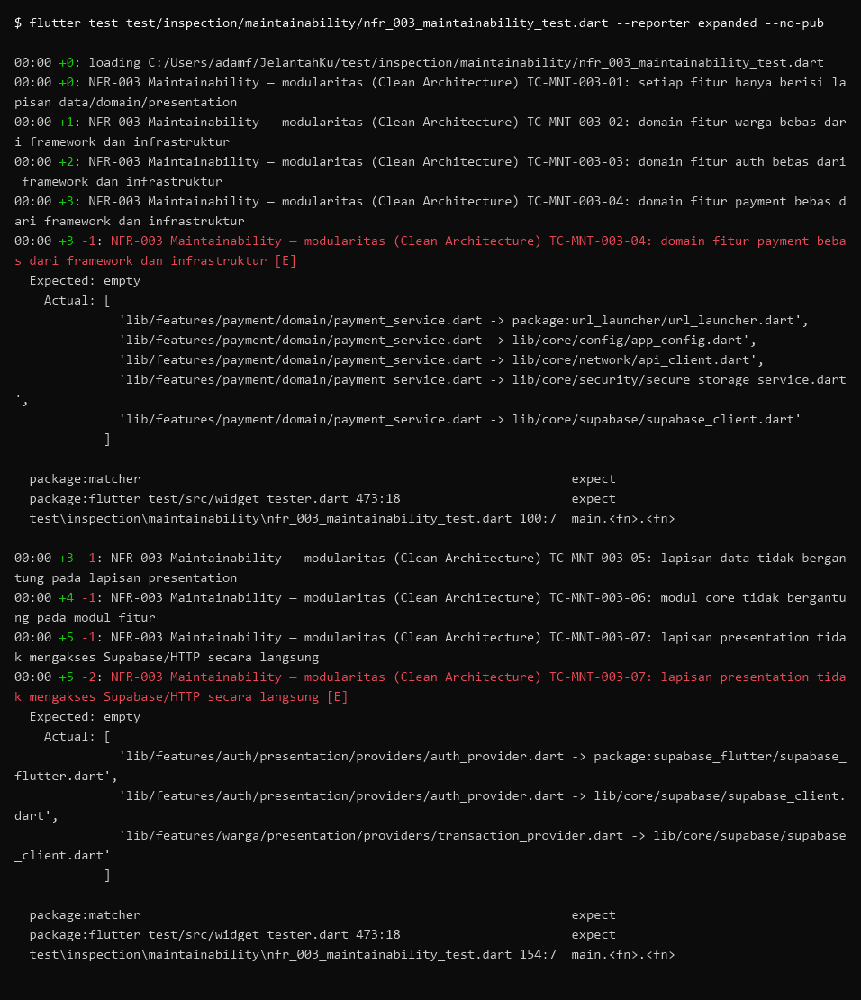 $ flutter test test/inspection/maintainability/nfr_003_maintainability_test.dart --reporter expanded --no-pub
00:00 +0: loading C:/Users/adamf/JelantahKu/test/inspection/maintainability/nfr_003_maintainability_test.dart
00:00 +0: NFR-003 Maintainability — modularitas (Clean Architecture) TC-MNT-003-01: setiap fitur hanya berisi la
pisan data/domain/presentation
00:00 +1: NFR-003 Maintainability — modularitas (Clean Architecture) TC-MNT-003-02: domain fitur warga bebas dar
i framework dan infrastruktur
00:00 +2: NFR-003 Maintainability — modularitas (Clean Architecture) TC-MNT-003-03: domain fitur auth bebas dari
 framework dan infrastruktur
00:00 +3: NFR-003 Maintainability — modularitas (Clean Architecture) TC-MNT-003-04: domain fitur payment bebas d
ari framework dan infrastruktur
00:00 +3 -1: NFR-003 Maintainability — modularitas (Clean Architecture) TC-MNT-003-04: domain fitur payment beba
s dari framework dan infrastruktur [E]
  Expected: empty
    Actual: [
              'lib/features/payment/domain/payment_service.dart -> package:url_launcher/url_launcher.dart',
              'lib/features/payment/domain/payment_service.dart -> lib/core/config/app_config.dart',
              'lib/features/payment/domain/payment_service.dart -> lib/core/network/api_client.dart',
              'lib/features/payment/domain/payment_service.dart -> lib/core/security/secure_storage_service.dart
',
              'lib/features/payment/domain/payment_service.dart -> lib/core/supabase/supabase_client.dart'
            ]
  package:matcher                                                          expect
  package:flutter_test/src/widget_tester.dart 473:18                       expect
  test\inspection\maintainability\nfr_003_maintainability_test.dart 100:7  main.<fn>.<fn>
00:00 +3 -1: NFR-003 Maintainability — modularitas (Clean Architecture) TC-MNT-003-05: lapisan data tidak bergan
tung pada lapisan presentation
00:00 +4 -1: NFR-003 Maintainability — modularitas (Clean Architecture) TC-MNT-003-06: modul core tidak bergantu
ng pada modul fitur
00:00 +5 -1: NFR-003 Maintainability — modularitas (Clean Architecture) TC-MNT-003-07: lapisan presentation tida
k mengakses Supabase/HTTP secara langsung
00:00 +5 -2: NFR-003 Maintainability — modularitas (Clean Architecture) TC-MNT-003-07: lapisan presentation tida
k mengakses Supabase/HTTP secara langsung [E]
  Expected: empty
    Actual: [
              'lib/features/auth/presentation/providers/auth_provider.dart -> package:supabase_flutter/supabase_
flutter.dart',
              'lib/features/auth/presentation/providers/auth_provider.dart -> lib/core/supabase/supabase_client.
dart',
              'lib/features/warga/presentation/providers/transaction_provider.dart -> lib/core/supabase/supabase
_client.dart'
            ]
  package:matcher                                                          expect
  package:flutter_test/src/widget_tester.dart 473:18                       expect
  test\inspection\maintainability\nfr_003_maintainability_test.dart 154:7  main.<fn>.<fn>